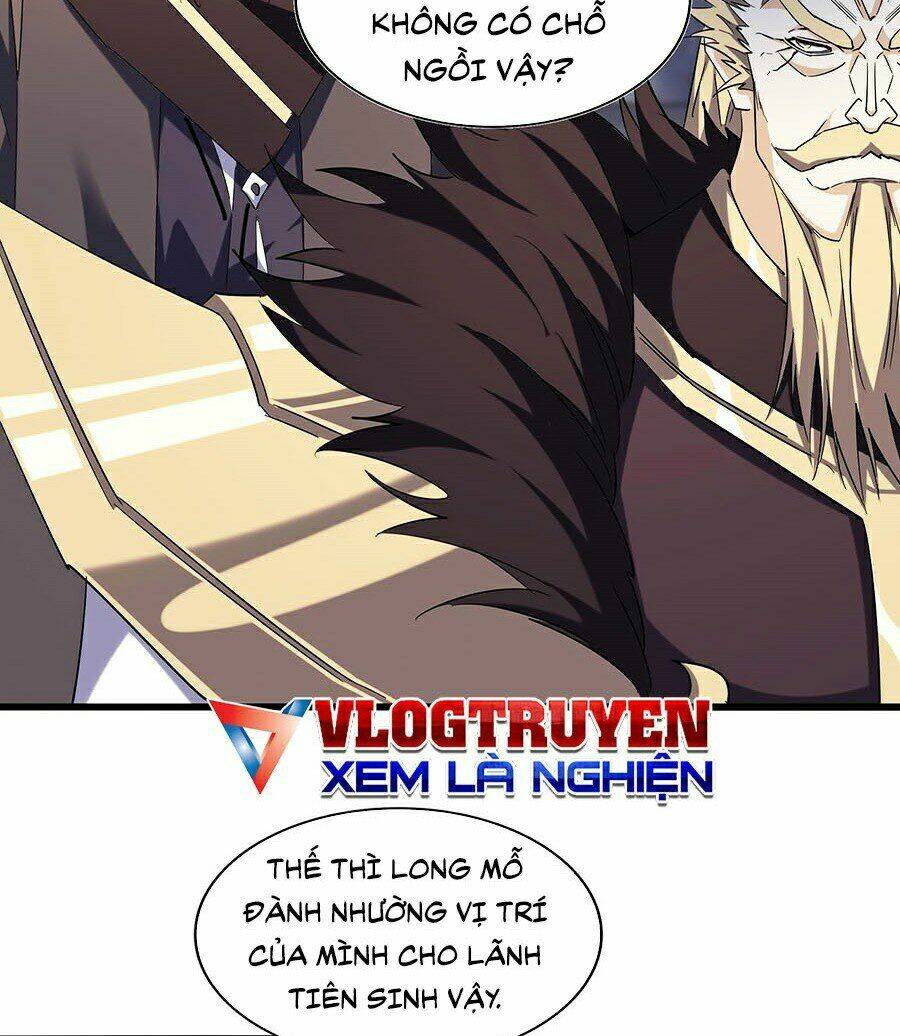 KHÔNG CÓ CHỖ
NGỒI VẬY?
VLOGTRUYEN
XEM LÀ NGHIỆN
THẾ THÌ LONG MỖ
ĐÀNH NHƯỜNG VỊ TRÍ
CỦA MÌNH CHO LÃNH
TIÊN SINH VẬY.